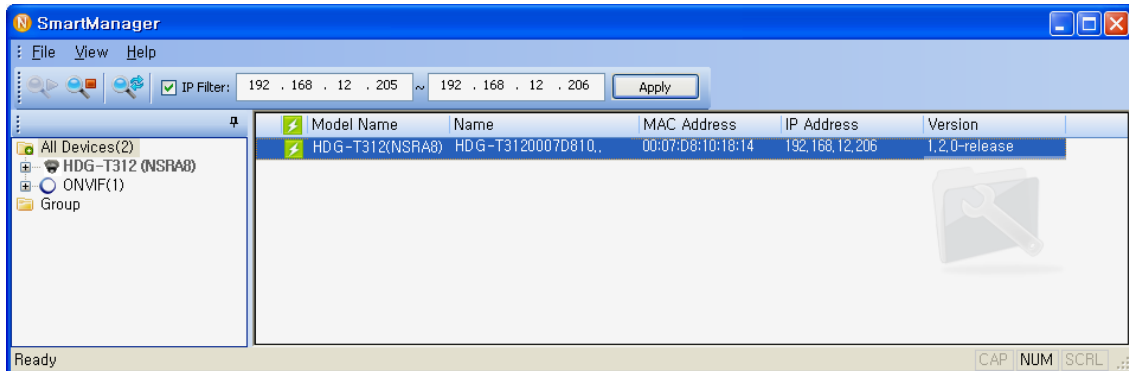 SmartManager
File View Help
IP Filter: 192 . 168 . 12 . 205 ~ 192 . 168 . 12 . 206 Apply
Model Name Name MAC Address IP Address Version
All Devices(2) HDG-T312(NSRA8) HDG-T3120007D810,, 00:07:D8:10:18:14 192,168,12,206 1,2,0-release
HDG-T312 (NSRA8)
ONVIF(1)
Group
Ready CAP NUM SCRL